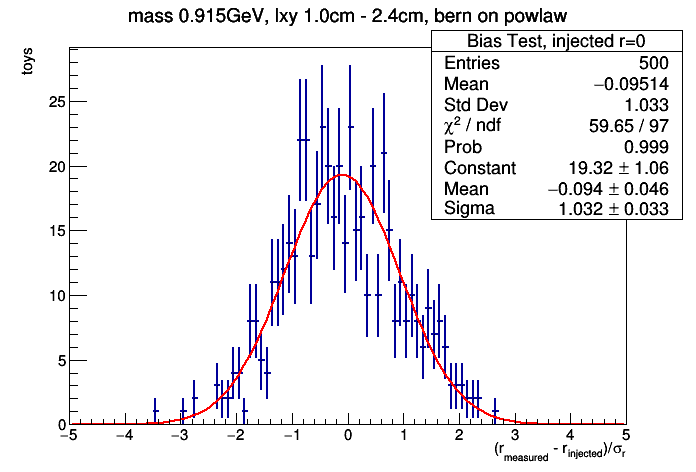 mass 0.915GeV, lxy 1.0cm - 2.4cm, bern on powlaw
Bias Test, injected r=0
Entries 500
Mean −0.09514
Std Dev 1.033
χ² / ndf 59.65 / 97
Prob 0.999
Constant 19.32 ± 1.06
Mean −0.094 ± 0.046
Sigma 1.032 ± 0.033
toys
25
20
15
10
5
0
−5 −4 −3 −2 −1 0 1 2 3 4 5
(r_measured - r_injected)/σ_r